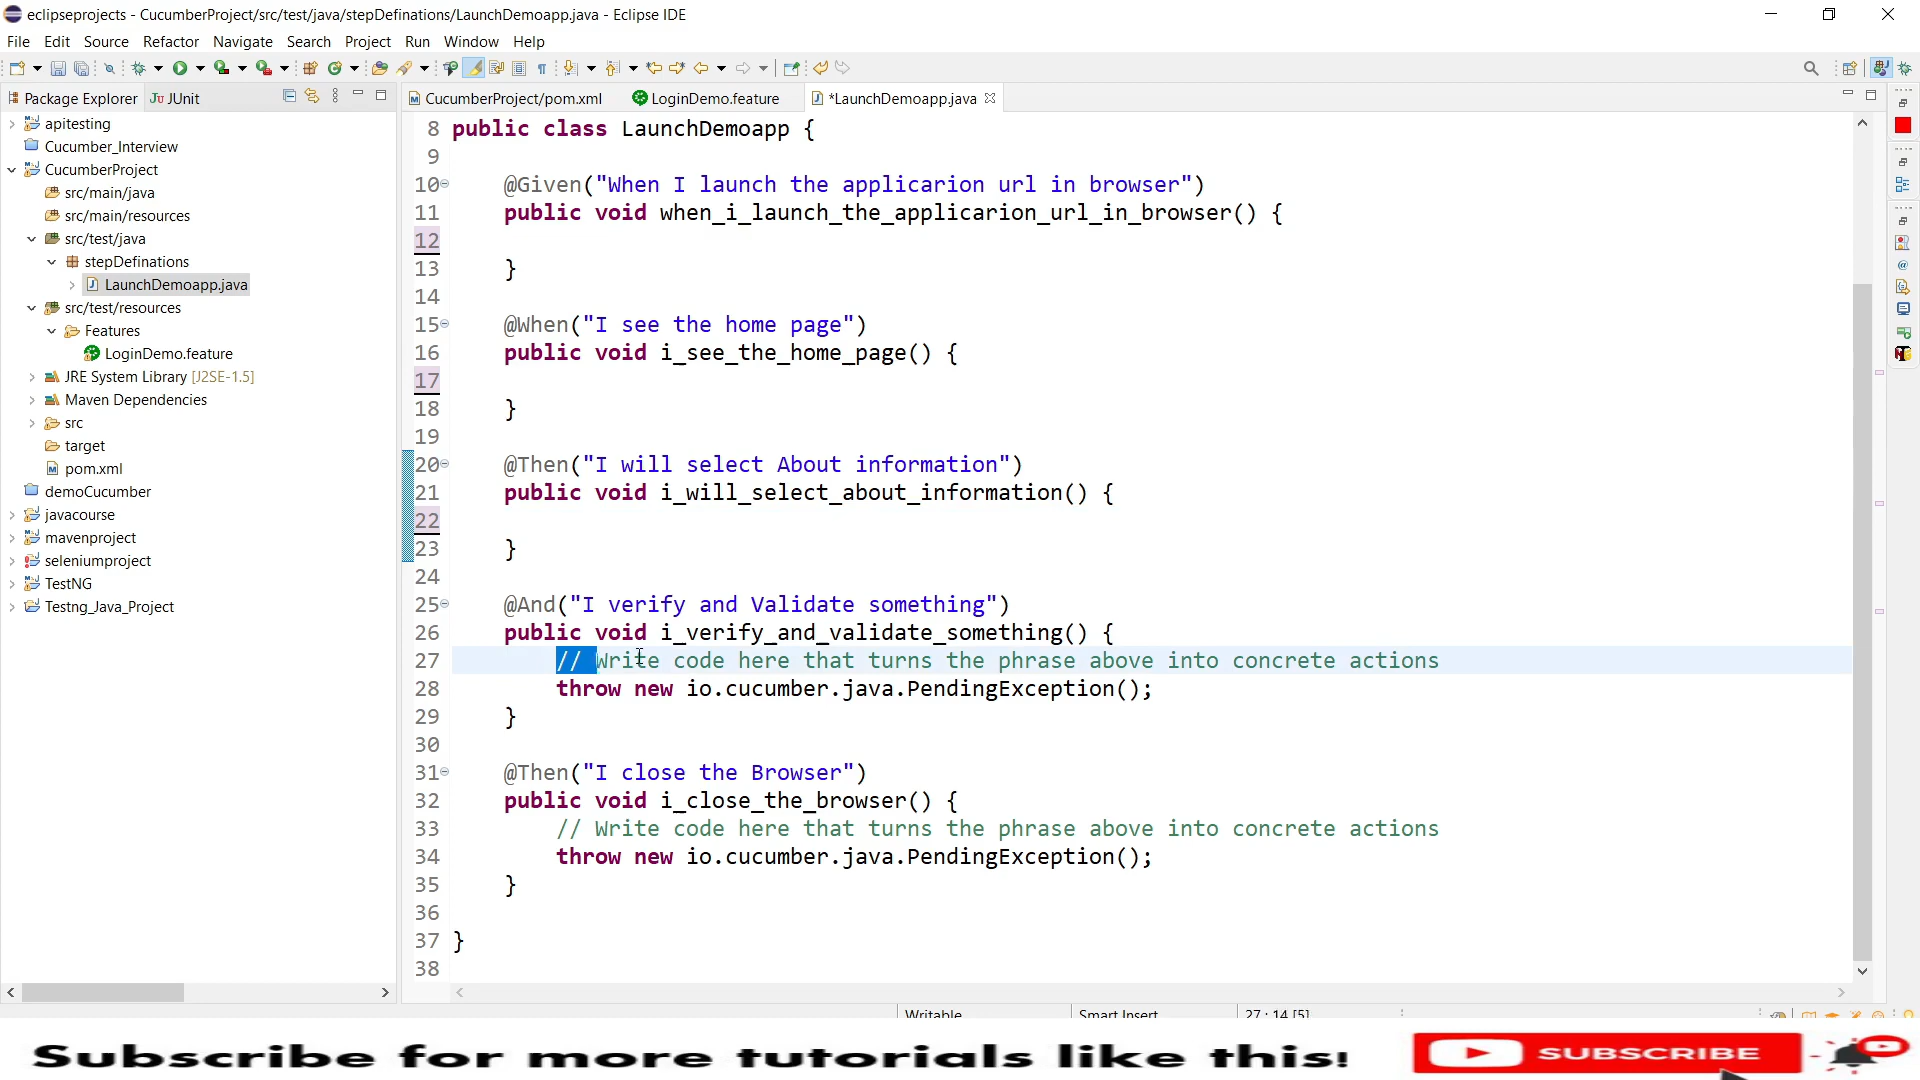 eclipseprojects - CucumberProject/src/test/java/stepDefinations/LaunchDemoapp.java - Eclipse IDE
File Edit Source Refactor Navigate Search Project Run Window Help
Package Explorer JUnit
CucumberProject/pom.xml LoginDemo.feature *LaunchDemoapp.java
apitesting
Cucumber_Interview
CucumberProject
src/main/java
src/main/resources
src/test/java
stepDefinations
LaunchDemoapp.java
src/test/resources
Features
LoginDemo.feature
JRE System Library [J2SE-1.5]
Maven Dependencies
src
target
pom.xml
demoCucumber
javacourse
mavenproject
seleniumproject
TestNG
Testng_Java_Project
8 public class LaunchDemoapp {
9
10 @Given("When I launch the applicarion url in browser")
11 public void when_i_launch_the_applicarion_url_in_browser() {
12
13 }
14
15 @When("I see the home page")
16 public void i_see_the_home_page() {
17
18 }
19
20 @Then("I will select About information")
21 public void i_will_select_about_information() {
22
23 }
24
25 @And("I verify and Validate something")
26 public void i_verify_and_validate_something() {
27 // Write code here that turns the phrase above into concrete actions
28 throw new io.cucumber.java.PendingException();
29 }
30
31 @Then("I close the Browser")
32 public void i_close_the_browser() {
33 // Write code here that turns the phrase above into concrete actions
34 throw new io.cucumber.java.PendingException();
35 }
36
37 }
38
Writable Smart Insert 27 : 14 [5]
Subscribe for more tutorials like this! SUBSCRIBE